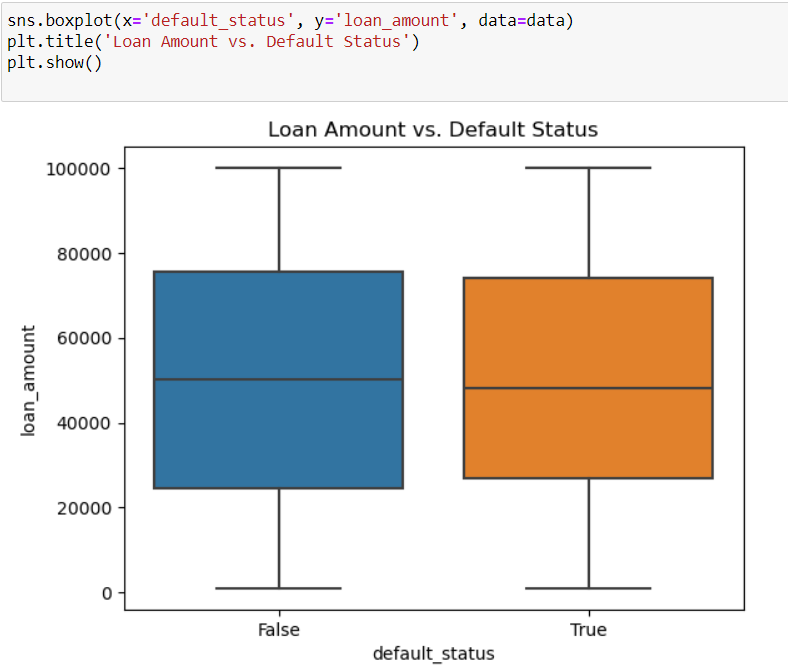 sns.boxplot(x='default_status', y='loan_amount', data=data)
plt.title('Loan Amount vs. Default Status')
plt.show()
Loan Amount vs. Default Status
100000
80000
60000
40000
20000
0
loan_amount
False
True
default_status